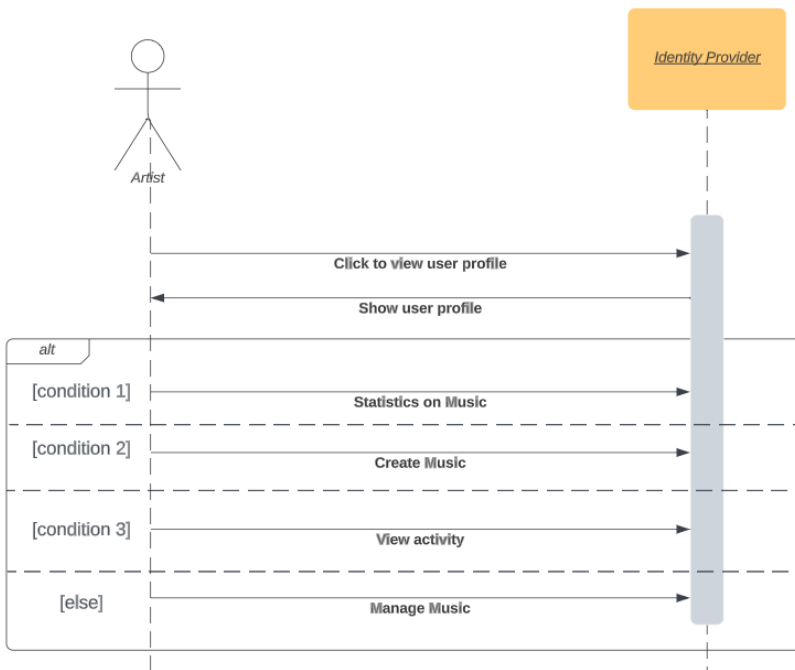 Identity Provider
Artist
Click to view user profile
Show user profile
alt
[condition 1]
Statistics on Music
[condition 2]
Create Music
[condition 3]
View activity
[else]
Manage Music